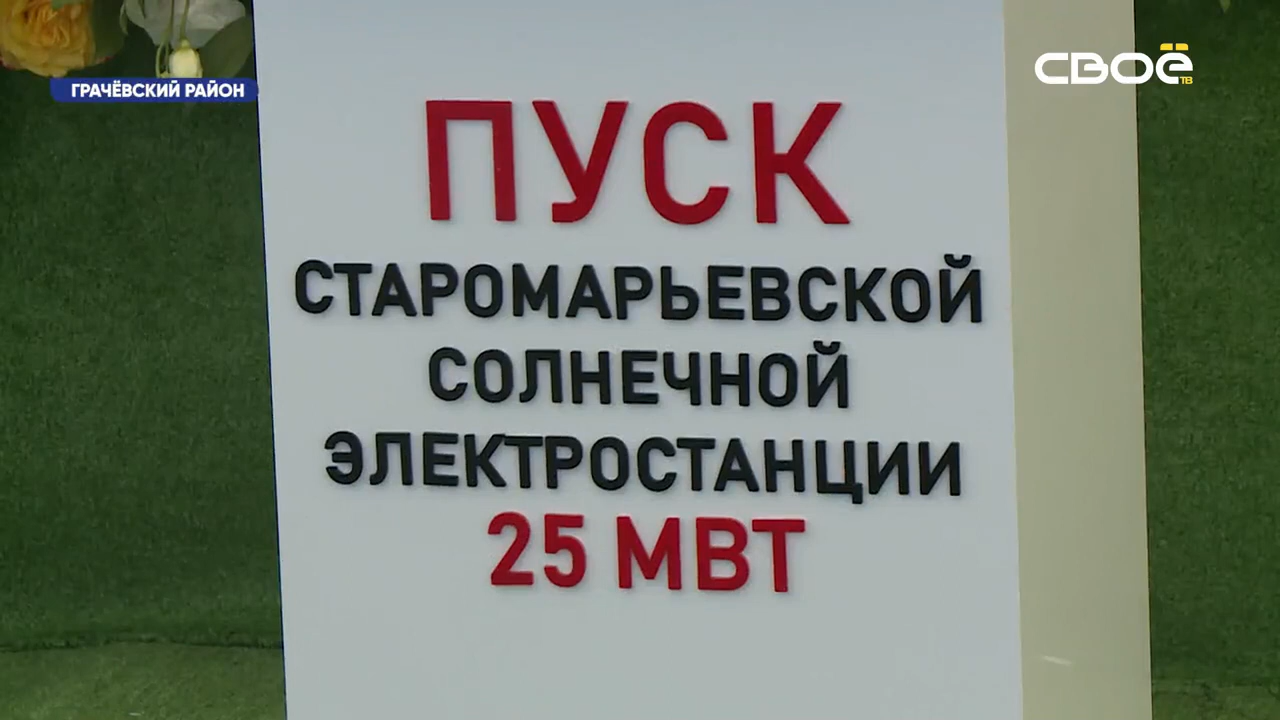 ГРАЧЁВСКИЙ РАЙОН
СВОЁ
ТВ
ПУСК
СТАРОМАРЬЕВСКОЙ
СОЛНЕЧНОЙ
ЭЛЕКТРОСТАНЦИИ
25 МВТ